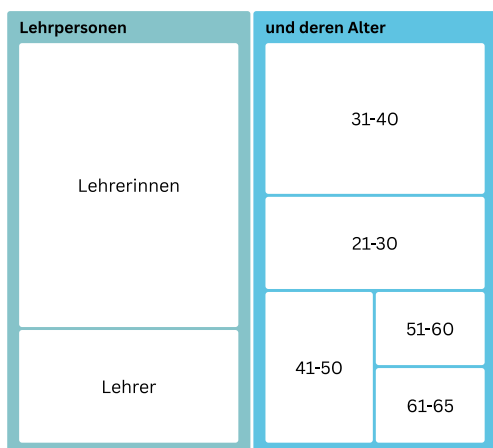 Lehrpersonen
Lehrerinnen
Lehrer
und deren Alter
31-40
21-30
41-50
51-60
61-65